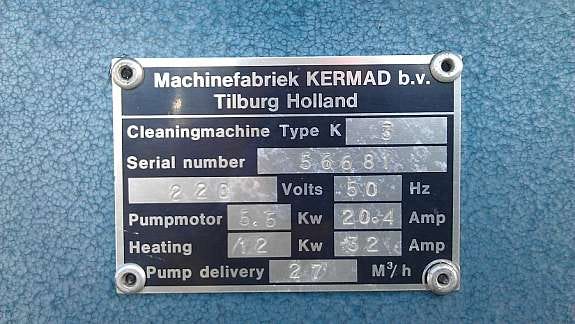 Machinefabriek KERMAD b.v.
Tilburg Holland
Cleaningmachine Type K 3
Serial number 56681
220 Volts 50 Hz
Pumpmotor 5.5 Kw 20.4 Amp
Heating 12 Kw 32 Amp
Pump delivery 27 M³/h